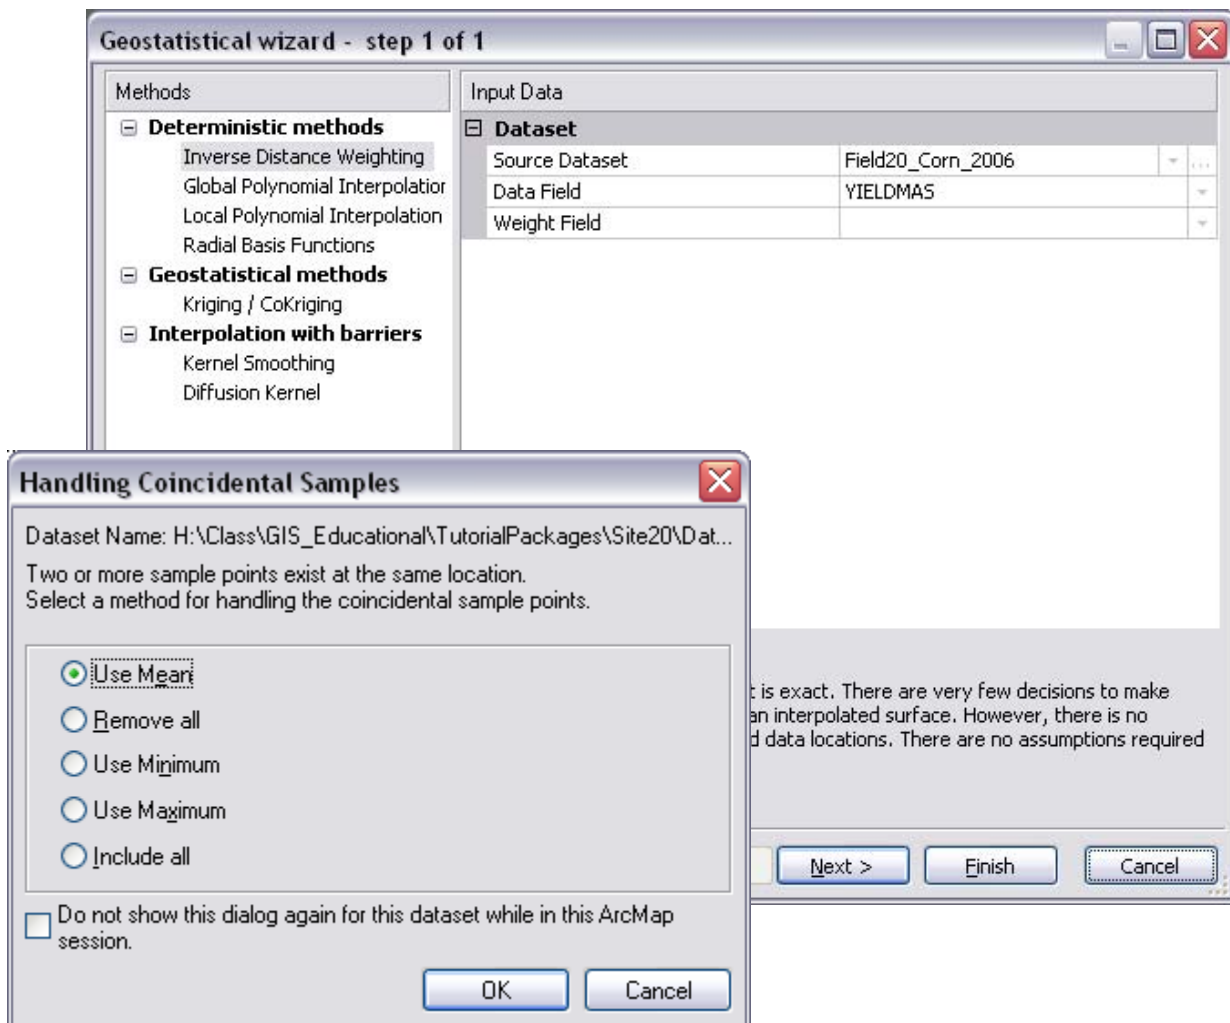 Geostatistical wizard - step 1 of 1
Methods
Deterministic methods
Inverse Distance Weighting
Global Polynomial Interpolation
Local Polynomial Interpolation
Radial Basis Functions
Geostatistical methods
Kriging / CoKriging
Interpolation with barriers
Kernel Smoothing
Diffusion Kernel
Input Data
Dataset
Source Dataset Field20_Corn_2006 ...
Data Field YIELDMAS
Weight Field
t is exact. There are very few decisions to make
an interpolated surface. However, there is no
d data locations. There are no assumptions required
Next >
Finish
Cancel
Handling Coincidental Samples
Dataset Name: H:\Class\GIS_Educational\TutorialPackages\Site20\Dat...
Two or more sample points exist at the same location.
Select a method for handling the coincidental sample points.
Use Mean
Remove all
Use Minimum
Use Maximum
Include all
Do not show this dialog again for this dataset while in this ArcMap
session.
OK
Cancel